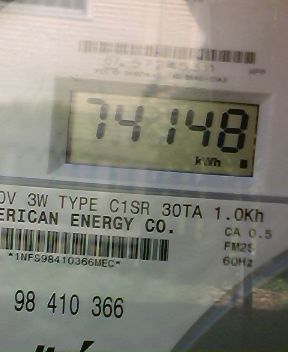 74148
kWh
0V 3W TYPE C1SR 30TA 1.0Kh
ERICAN ENERGY CO.
CA 0.5
FM2S
60Hz
*1NFS98410366MEC*
98 410 366